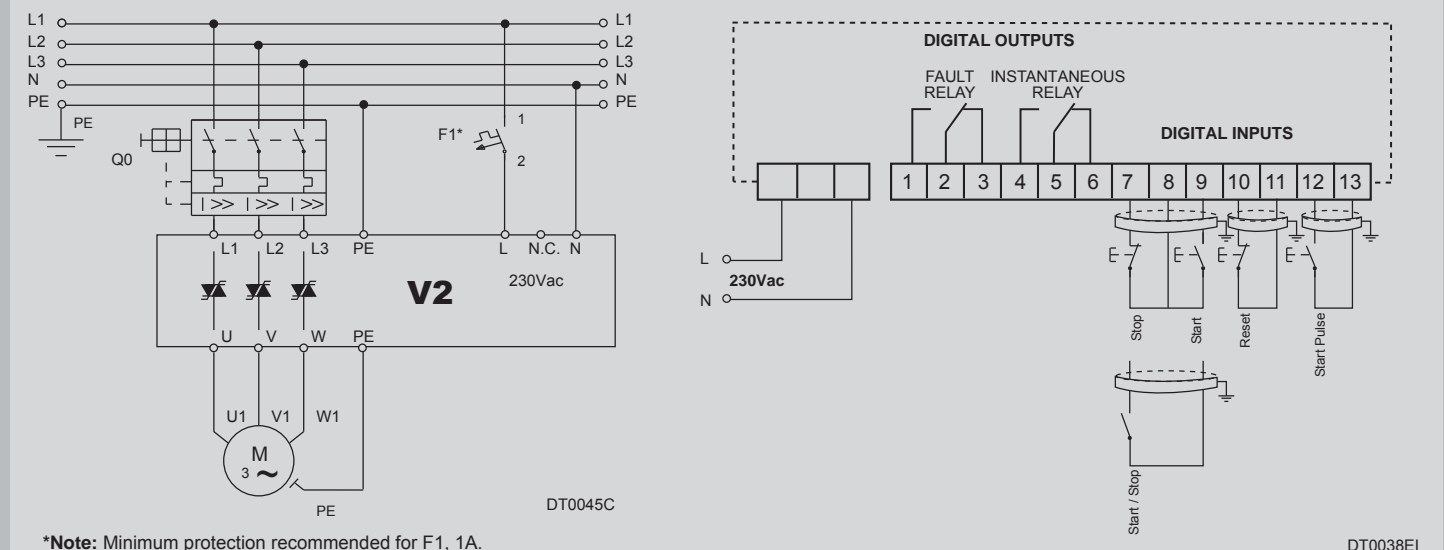 L1 L1
L2 L2
L3 L3
N N
PE PE
PE
Q0
F1*
1
2
I >> I >> I >>
L1 L2 L3 PE L N.C. N
V2 230Vac
U V W PE
U1 V1 W1
M
3 ~
PE
DT0045C
*Note: Minimum protection recommended for F1, 1A.
DIGITAL OUTPUTS
FAULT RELAY
INSTANTANEOUS RELAY
DIGITAL INPUTS
1 2 3 4 5 6 7 8 9 10 11 12 13
L
230Vac
N
E E E E
Stop
Start
Reset
Start Pulse
Start / Stop
DT0038EI